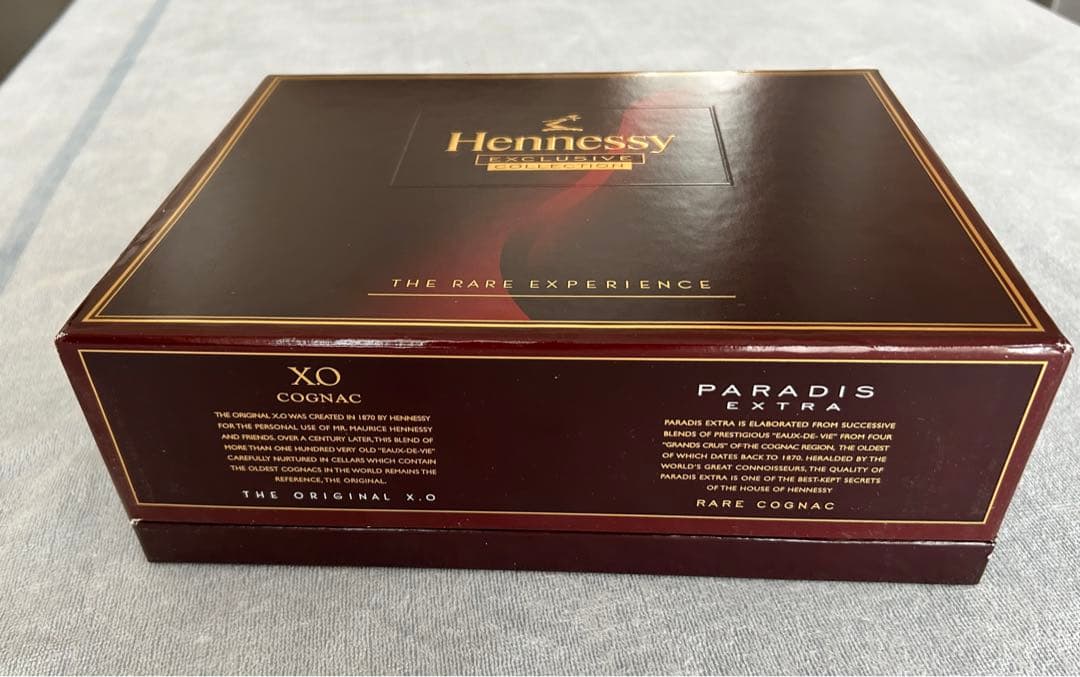 Hennessy
EXCLUSIVE
COLLECTION
THE RARE EXPERIENCE
X.O
COGNAC
THE ORIGINAL X.O WAS CREATED IN 1870 BY HENNESSY
FOR THE PERSONAL USE OF MR. MAURICE HENNESSY
AND FRIENDS. OVER A CENTURY LATER, THIS BLEND OF
MORE THAN ONE HUNDRED VERY OLD "EAUX-DE-VIE"
CAREFULLY NURTURED IN CELLARS WHICH CONTAIN
THE OLDEST COGNACS IN THE WORLD REMAINS THE
REFERENCE, THE ORIGINAL.
THE ORIGINAL X.O
PARADIS
EXTRA
PARADIS EXTRA IS ELABORATED FROM SUCCESSIVE
BLENDS OF PRESTIGIOUS "EAUX-DE- VIE" FROM FOUR
"GRANDS CRUS" OF THE COGNAC REGION, THE OLDEST
OF WHICH DATES BACK TO 1870. HERALDED BY THE
WORLD'S GREAT CONNOISSEURS, THE QUALITY OF
PARADIS EXTRA IS ONE OF THE BEST-KEPT SECRETS
OF THE HOUSE OF HENNESSY
RARE COGNAC